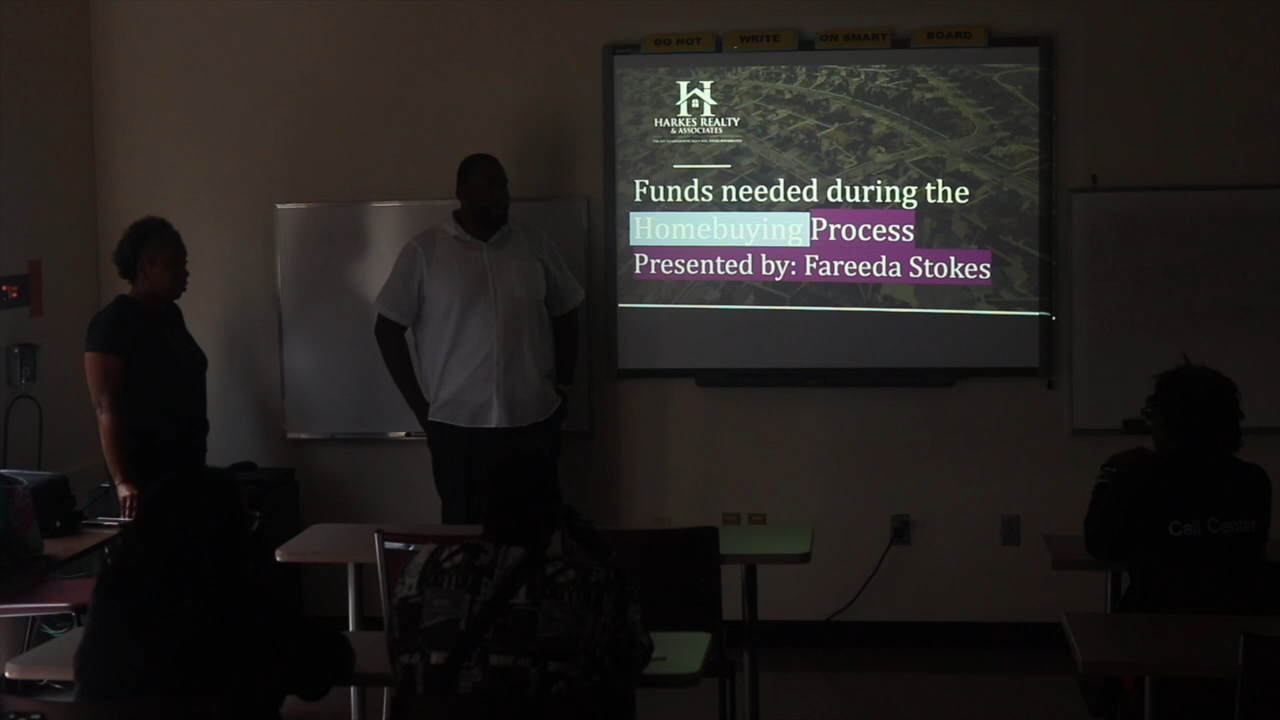 DO NOT WRITE ON SMART BOARD
HARKES REALTY
& ASSOCIATES
Funds needed during the
Homebuying Process
Presented by: Fareeda Stokes
Call Center